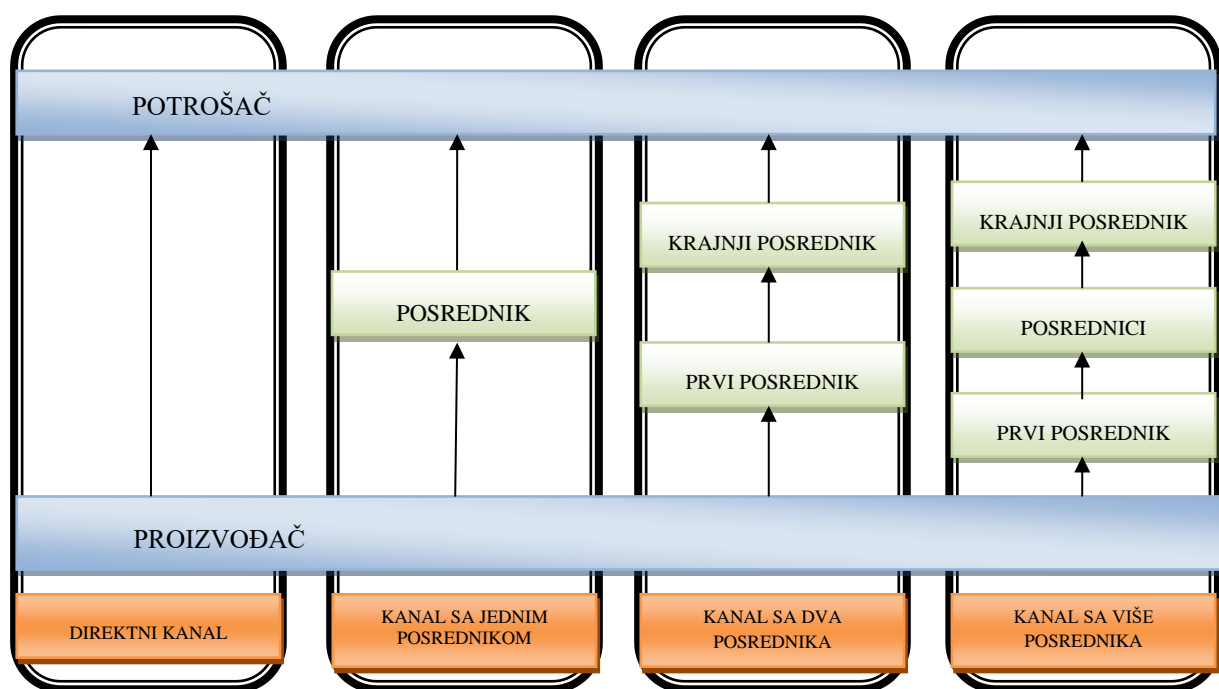 POTROŠAČ
KRAJNJI POSREDNIK
KRAJNJI POSREDNIK
POSREDNIK
POSREDNICI
PRVI POSREDNIK
PRVI POSREDNIK
PROIZVOĐAČ
DIREKTNI KANAL
KANAL SA JEDNIM
POSREDNIKOM
KANAL SA DVA
POSREDNIKA
KANAL SA VIŠE
POSREDNIKA